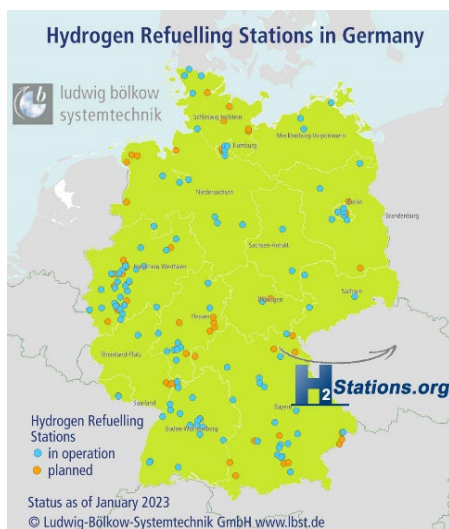 Hydrogen Refuelling Stations in Germany
ludwig bölkow
systemtechnik
Schleswig Holstein
Mecklenburg-Vorpommern
Hamburg
Niedersachsen
Berlin
Brandenburg
Sachsen-Anhalt
Nordrhein-Westfalen
Sachsen
Thüringen
Hessen
Rheinland-Pfalz
H2Stations.org
Saarland
Bayern
Baden-Württemberg
Hydrogen Refuelling
Stations
in operation
planned
Status as of January 2023
© Ludwig-Bölkow-Systemtechnik GmbH www.lbst.de